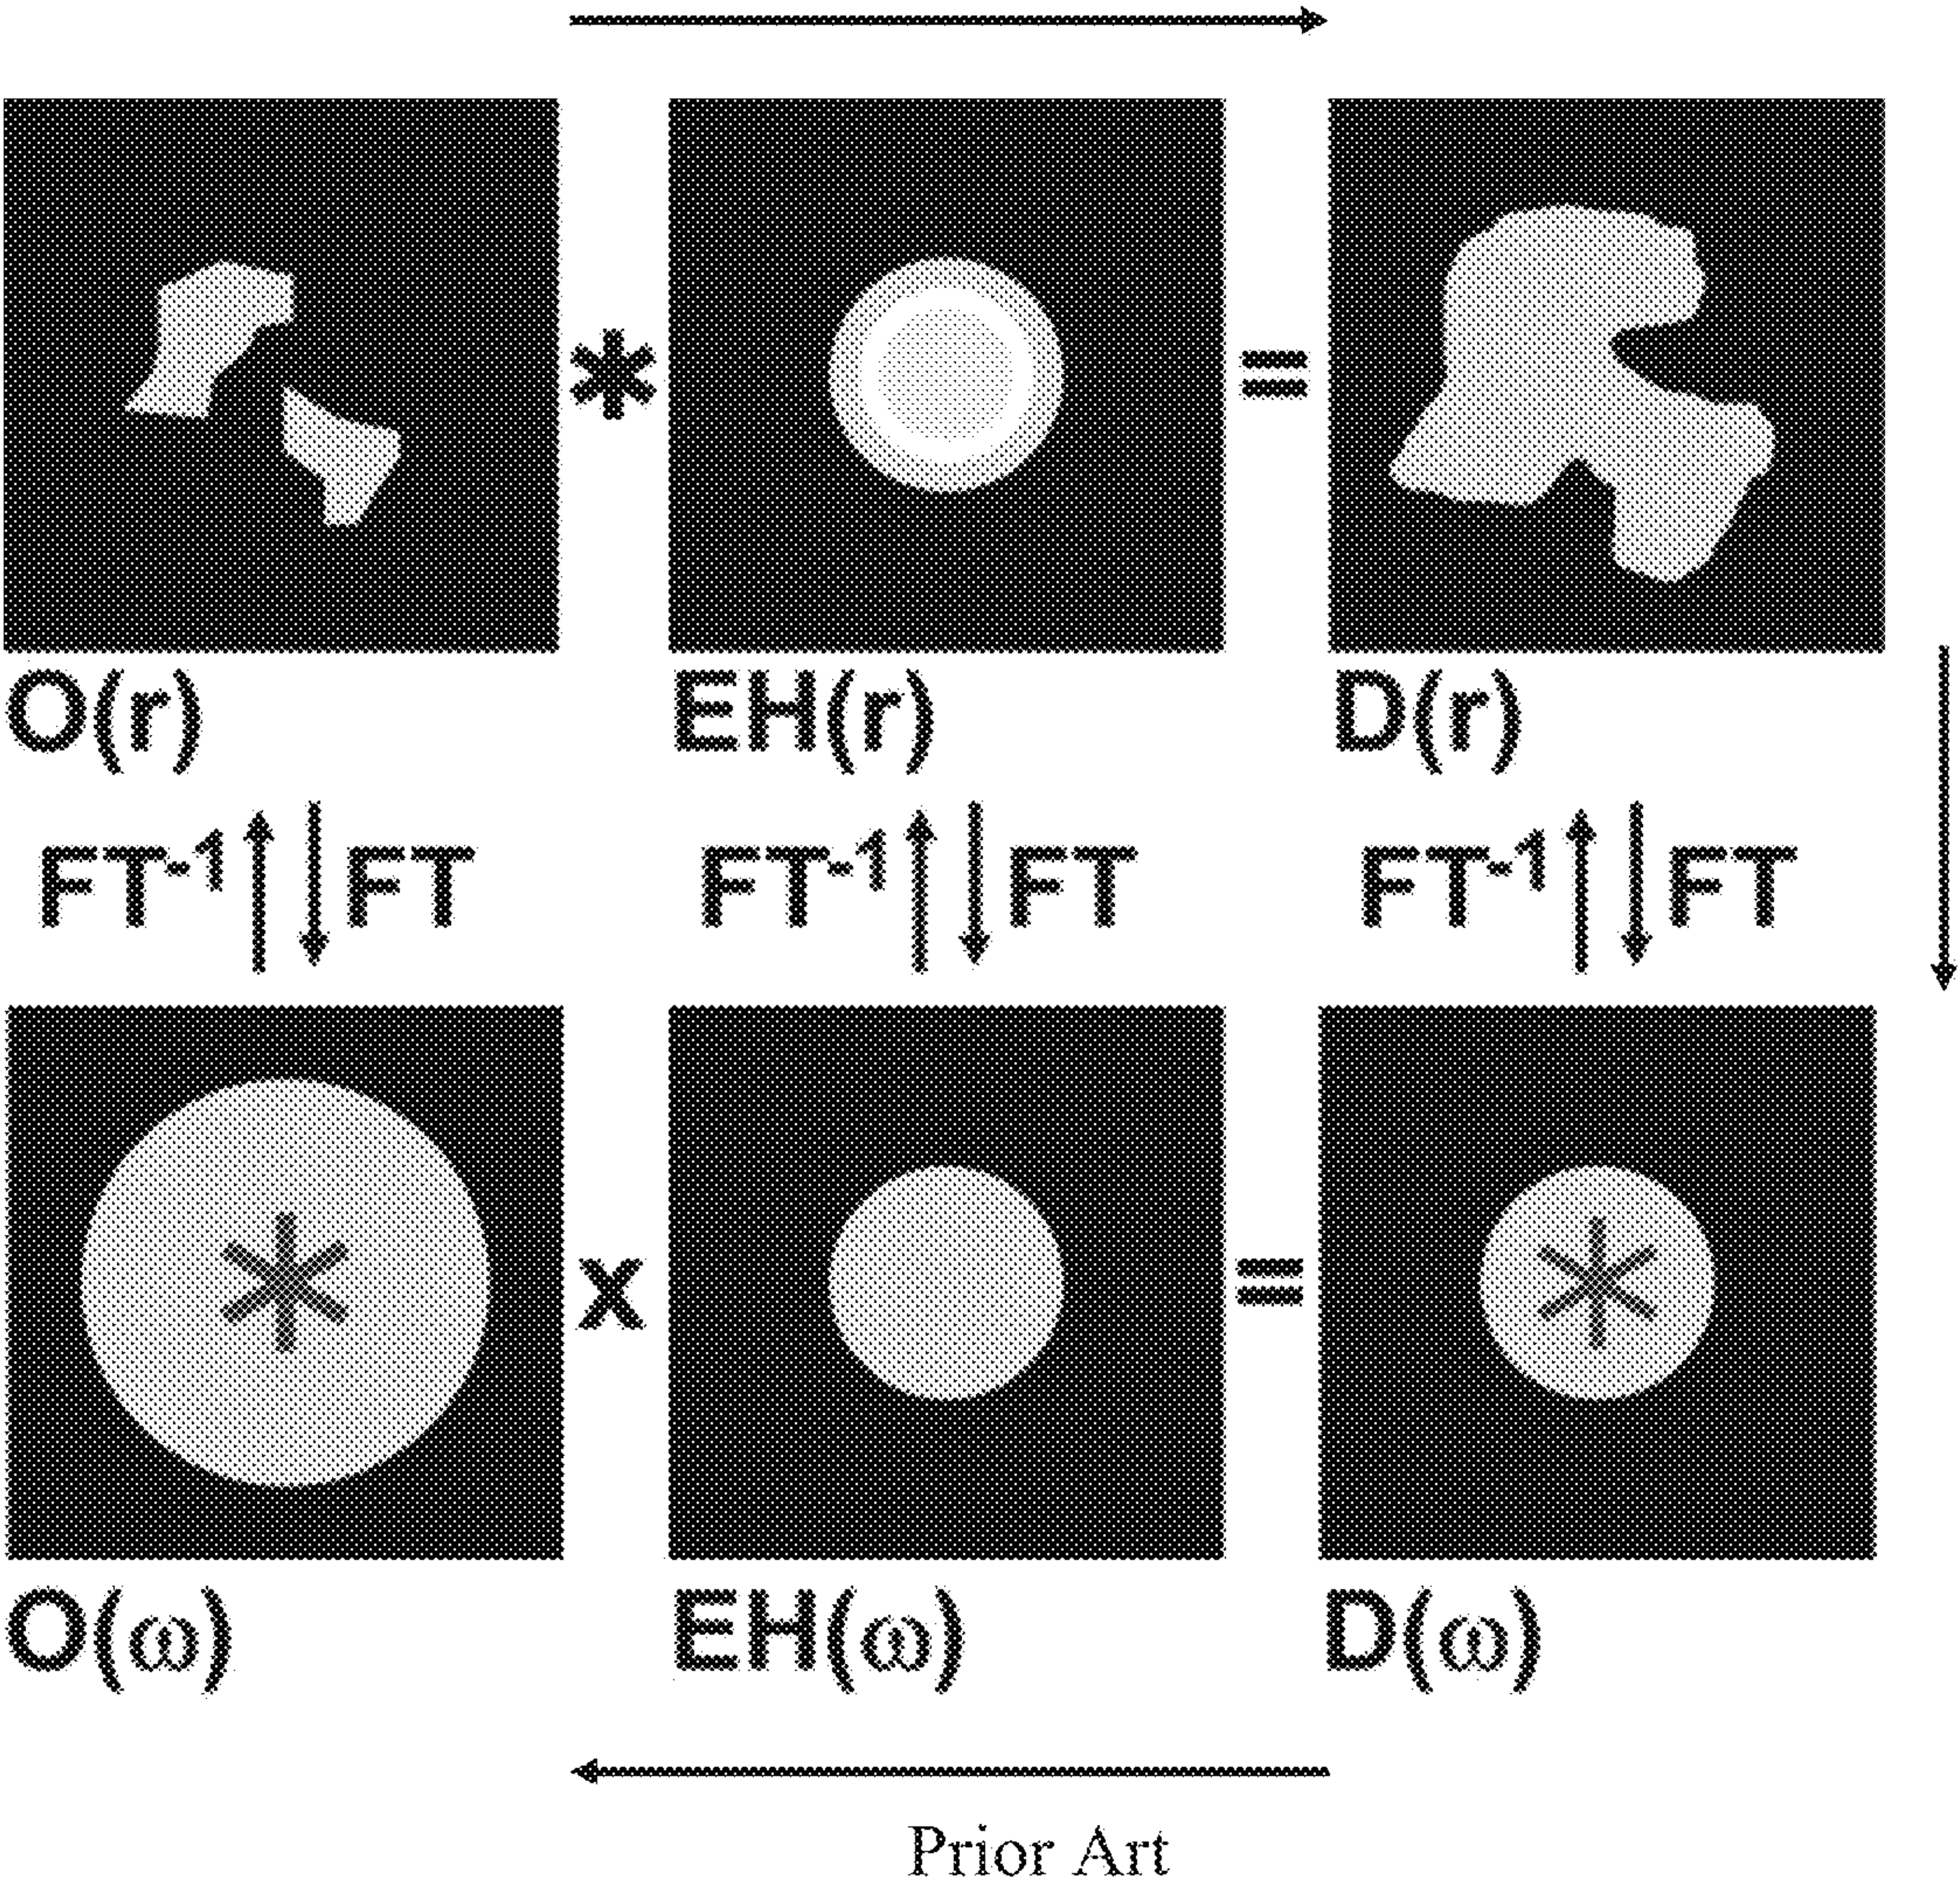 * =
O(r) EH(r) D(r)
FT-1 FT FT-1 FT FT-1 FT
* x = *
O(ω) EH(ω) D(ω)
Prior Art